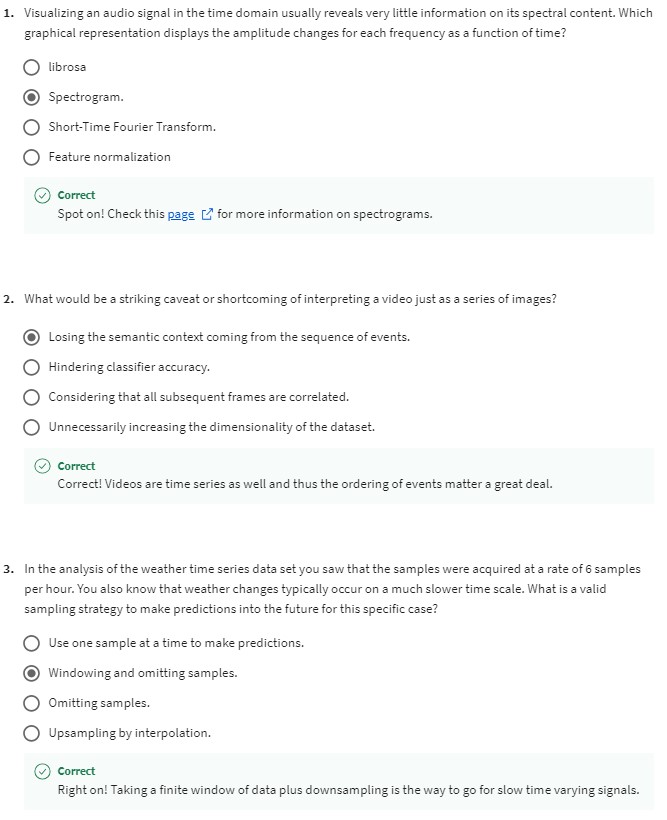 1. Visualizing an audio signal in the time domain usually reveals very little information on its spectral content. Which
graphical representation displays the amplitude changes for each frequency as a function of time?
librosa
Spectrogram.
Short-Time Fourier Transform.
Feature normalization
Correct
Spot on! Check this page for more information on spectrograms.
2. What would be a striking caveat or shortcoming of interpreting a video just as a series of images?
Losing the semantic context coming from the sequence of events.
Hindering classifier accuracy.
Considering that all subsequent frames are correlated.
Unnecessarily increasing the dimensionality of the dataset.
Correct
Correct! Videos are time series as well and thus the ordering of events matter a great deal.
3. In the analysis of the weather time series data set you saw that the samples were acquired at a rate of 6 samples
per hour. You also know that weather changes typically occur on a much slower time scale. What is a valid
sampling strategy to make predictions into the future for this specific case?
Use one sample at a time to make predictions.
Windowing and omitting samples.
Omitting samples.
Upsampling by interpolation.
Correct
Right on! Taking a finite window of data plus downsampling is the way to go for slow time varying signals.